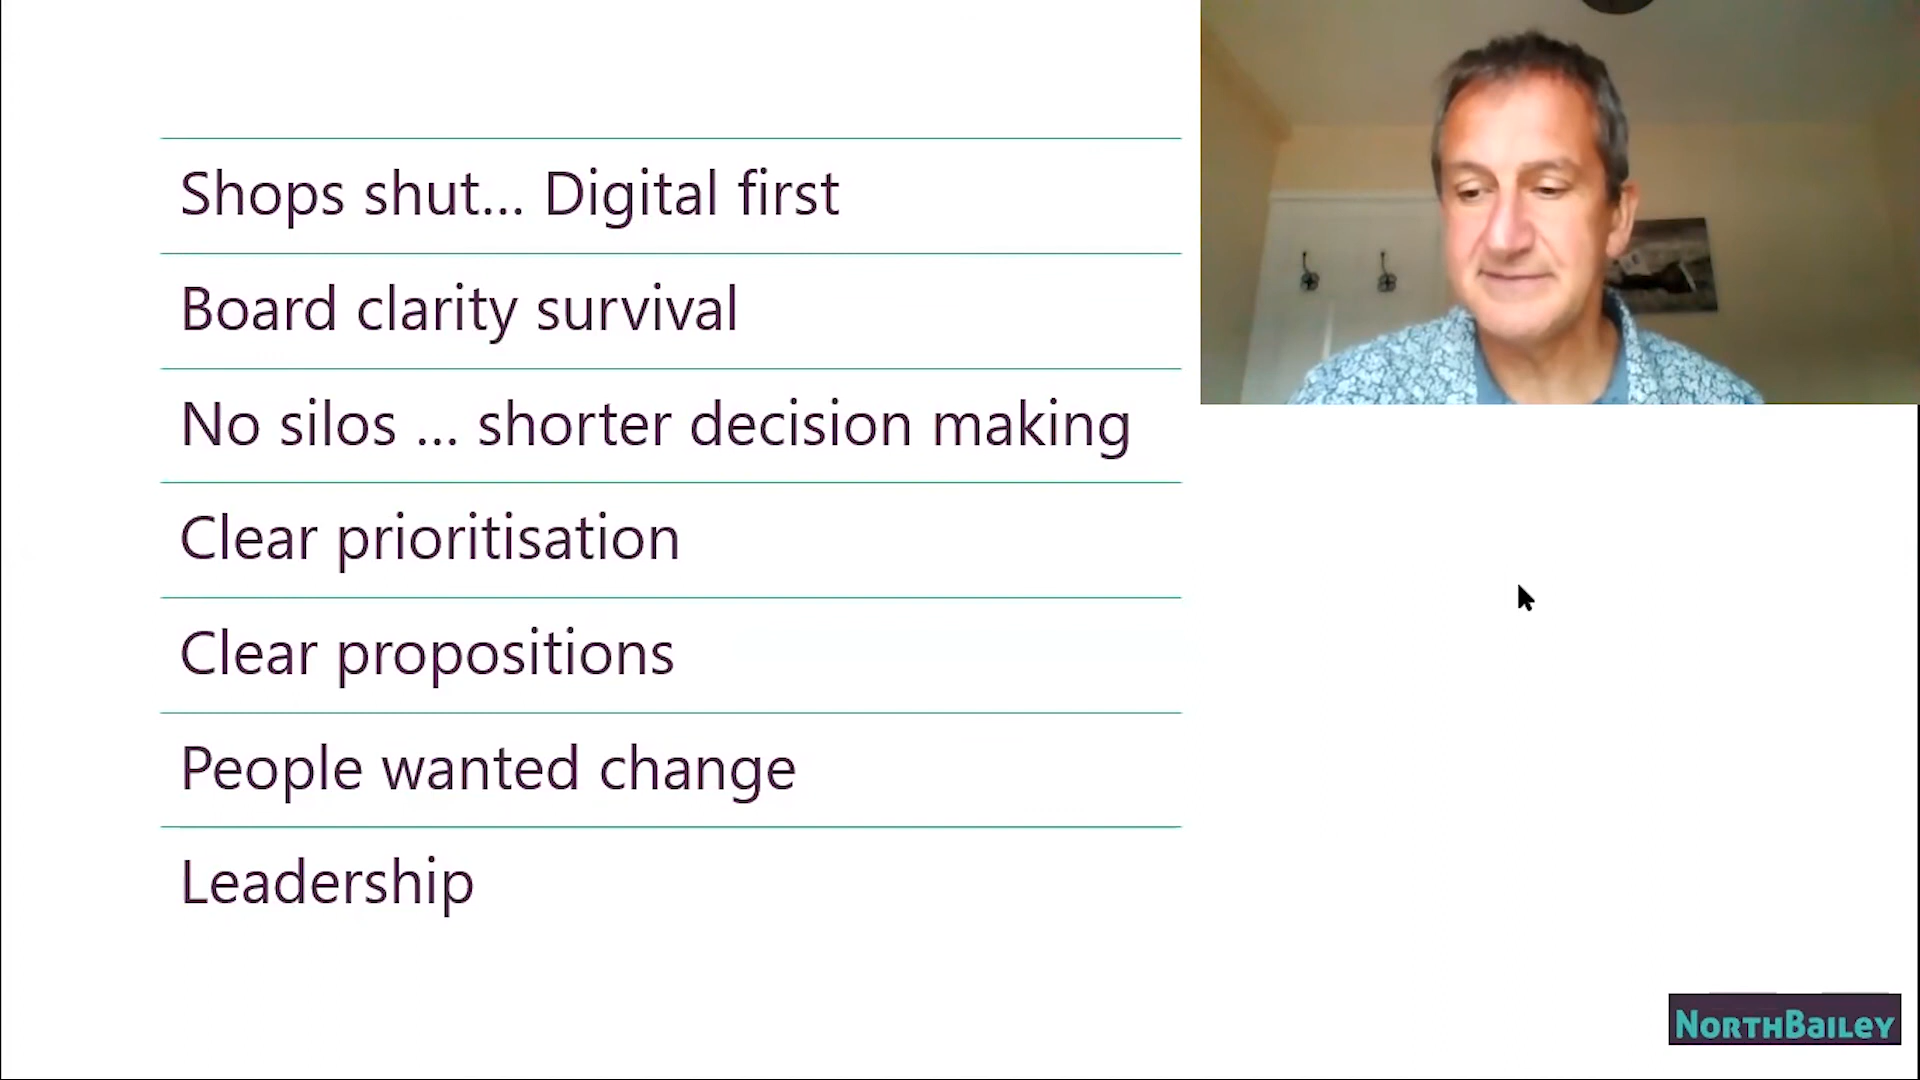 Shops shut... Digital first
Board clarity survival
No silos ... shorter decision making
Clear prioritisation
Clear propositions
People wanted change
Leadership
NORTHBAILEY